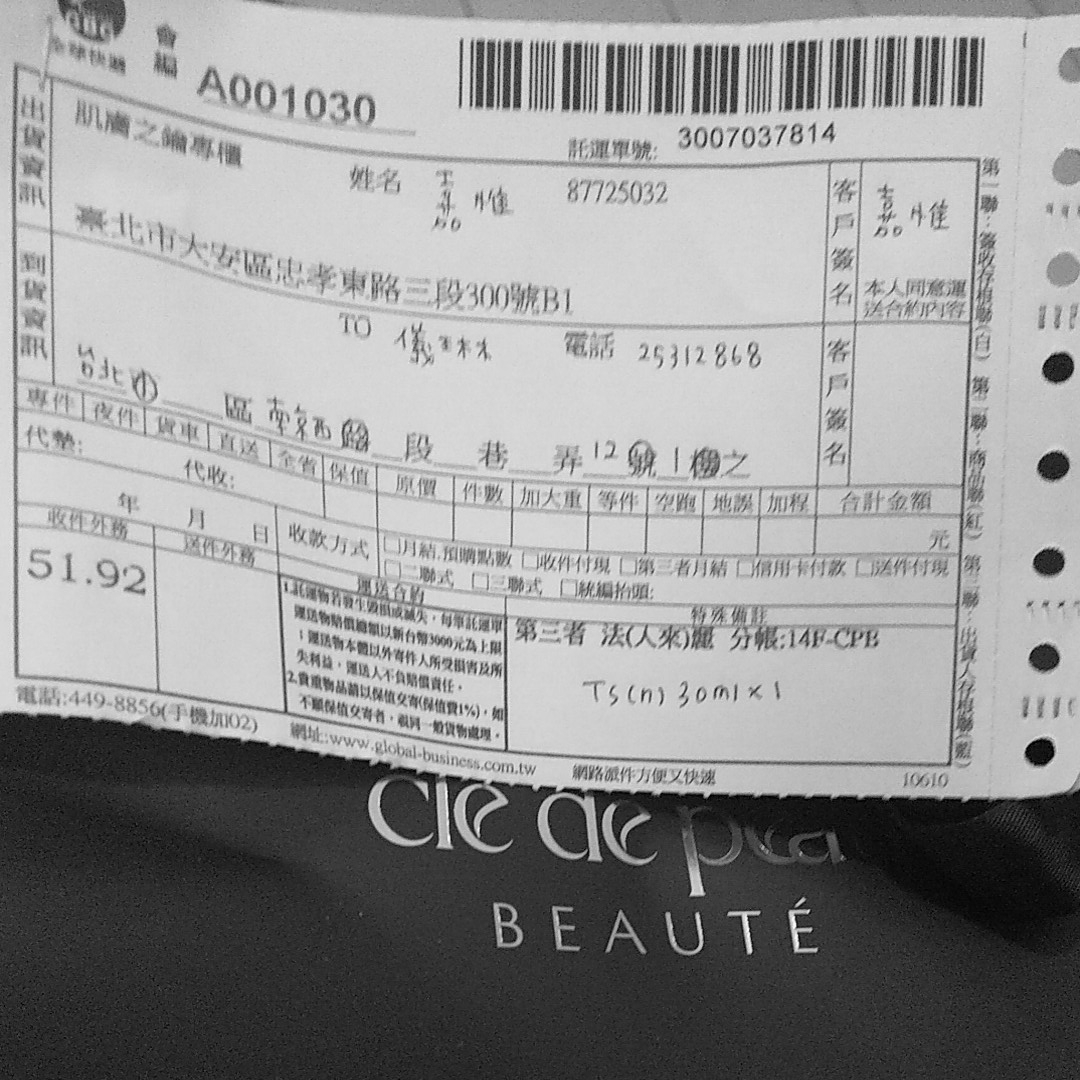 會編 A001030
全球快遞
託運單號: 3007037814
出貨資訊
肌膚之鑰專櫃
姓名 嘉雅 87725032
臺北市大安區忠孝東路三段300號B1
客戶簽名
嘉雅
本人同意運送合約內容
到貨資訊
TO 儀琳 電話 25312868
台北市 區 南京西路 段 巷 弄 12號 1樓之
客戶簽名
專件 夜件 貨車 直送 全省 保值 原價 件數 加大重 等件 空跑 地誤 加程 合計金額
代墊: 代收: 元
年 月 日 收款方式 □月結.預購點數 □收件付現 □第三者月結 □信用卡付款 □送件付現
□二聯式 □三聯式 □統編抬頭:
收件外務 送件外務 運送合約 特殊備註
51.92
1.託運物若發生毀損或滅失,每筆託運單
運送物賠償總額以新台幣3000元為上限
;運送物本體以外寄件人所受損害及所
失利益,運送人不負賠償責任。
2.貴重物品請以保值交寄(保值費1%),如
不願保值交寄者,視同一般貨物處理。
第三者 法(人來)麗 分帳:14F-CPB
TS(n) 30ml×1
電話:449-8856(手機加02) 網址:www.global-business.com.tw 網路派件方便又快速 10610
第一聯:簽收存根聯(白) 第二聯:商品聯(紅) 第三聯:出貨人存根聯(藍)
clé de pea
BEAUTÉ